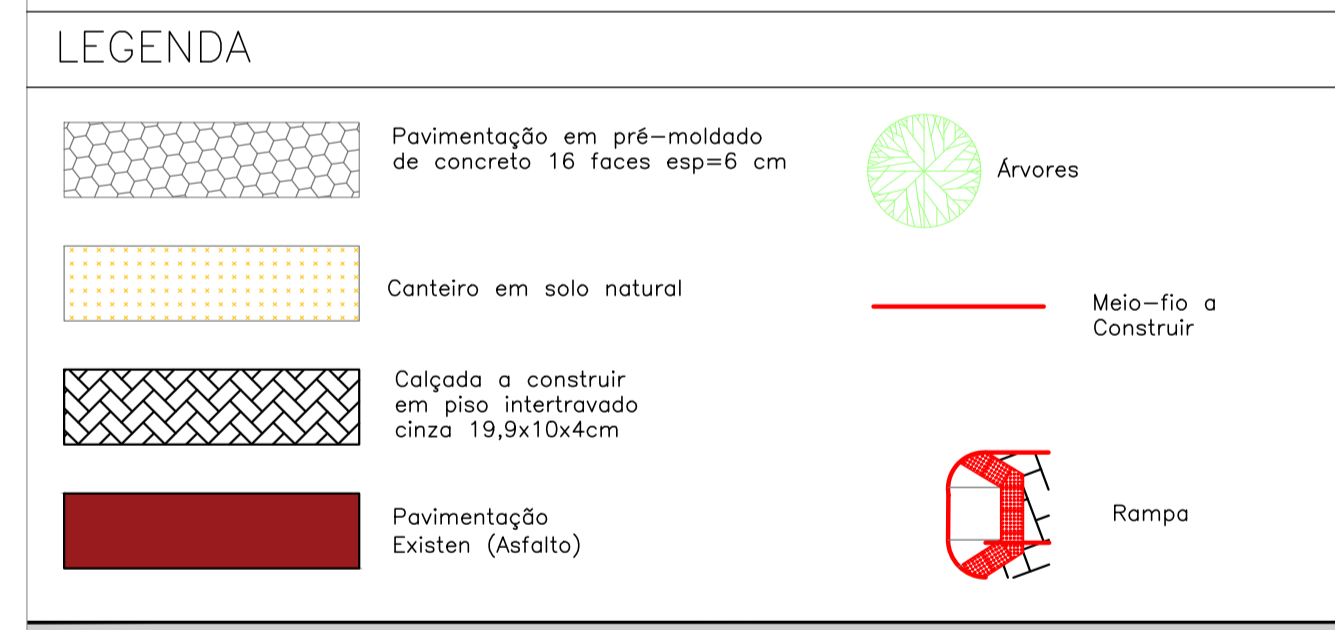 LEGENDA
Pavimentação em pré-moldado
de concreto 16 faces esp=6 cm
Árvores
Canteiro em solo natural
Meio-fio a
Construir
Calçada a construir
em piso intertravado
cinza 19,9x10x4cm
Pavimentação
Existen (Asfalto)
Rampa